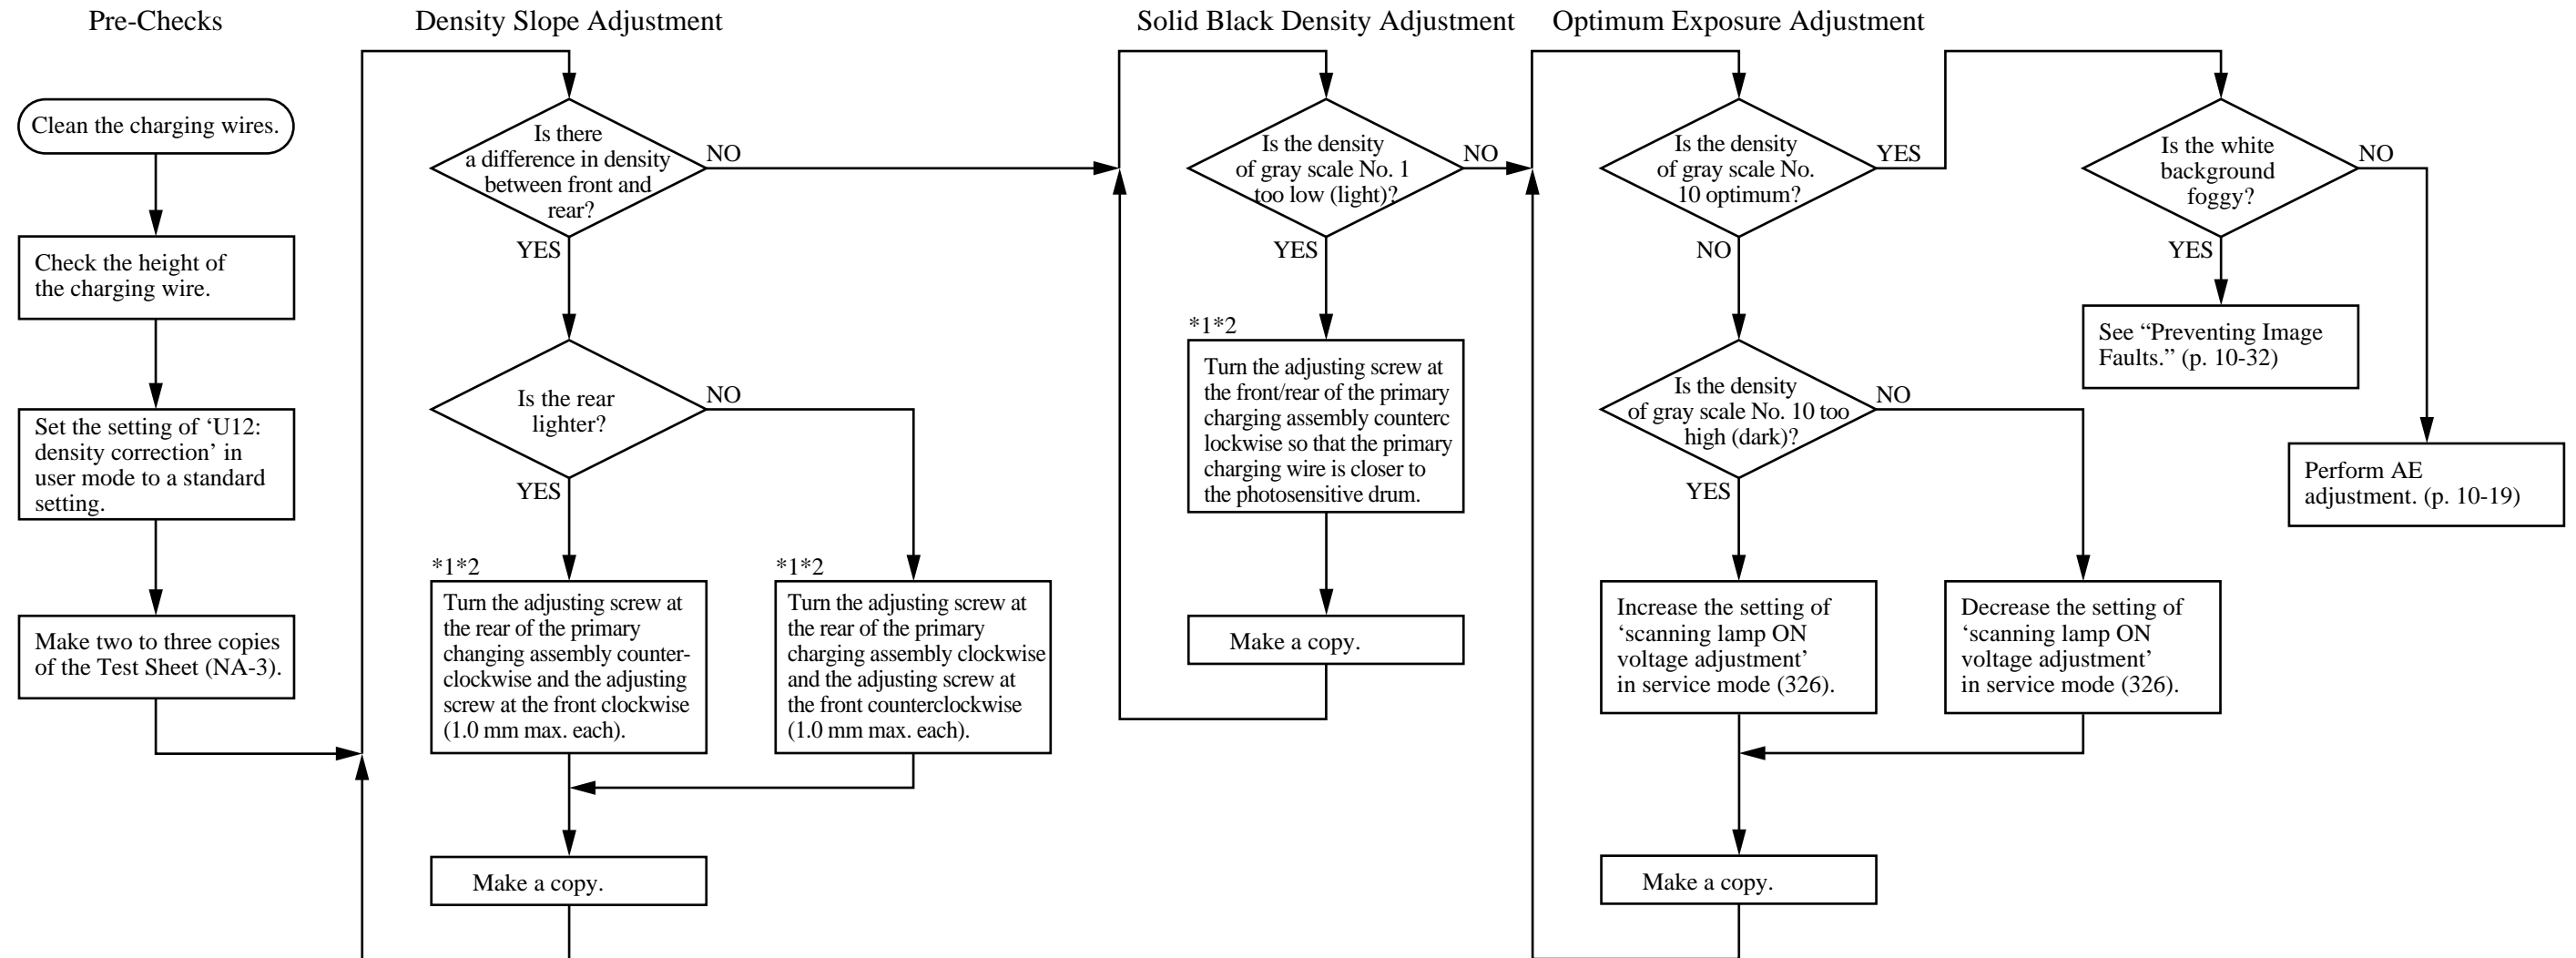 Pre-Checks
Clean the charging wires.
Check the height of
the charging wire.
Set the setting of ‘U12:
density correction’ in
user mode to a standard
setting.
Make two to three copies
of the Test Sheet (NA-3).
Density Slope Adjustment
Is there
a difference in density
between front and
rear?
NO
YES
Is the rear
lighter?
NO
YES
*1*2
Turn the adjusting screw at
the rear of the primary
changing assembly counter-
clockwise and the adjusting
screw at the front clockwise
(1.0 mm max. each).
*1*2
Turn the adjusting screw at
the rear of the primary
charging assembly clockwise
and the adjusting screw at
the front counterclockwise
(1.0 mm max. each).
Make a copy.
Solid Black Density Adjustment
Is the density
of gray scale No. 1
too low (light)?
NO
YES
*1*2
Turn the adjusting screw at
the front/rear of the primary
charging assembly counterc
lockwise so that the primary
charging wire is closer to
the photosensitive drum.
Make a copy.
Optimum Exposure Adjustment
Is the density
of gray scale No.
10 optimum?
YES
NO
Is the density
of gray scale No. 10 too
high (dark)?
NO
YES
Increase the setting of
‘scanning lamp ON
voltage adjustment’
in service mode (326).
Decrease the setting of
‘scanning lamp ON
voltage adjustment’
in service mode (326).
Make a copy.
Is the white
background
foggy?
NO
YES
See “Preventing Image
Faults.” (p. 10-32)
Perform AE
adjustment. (p. 10-19)